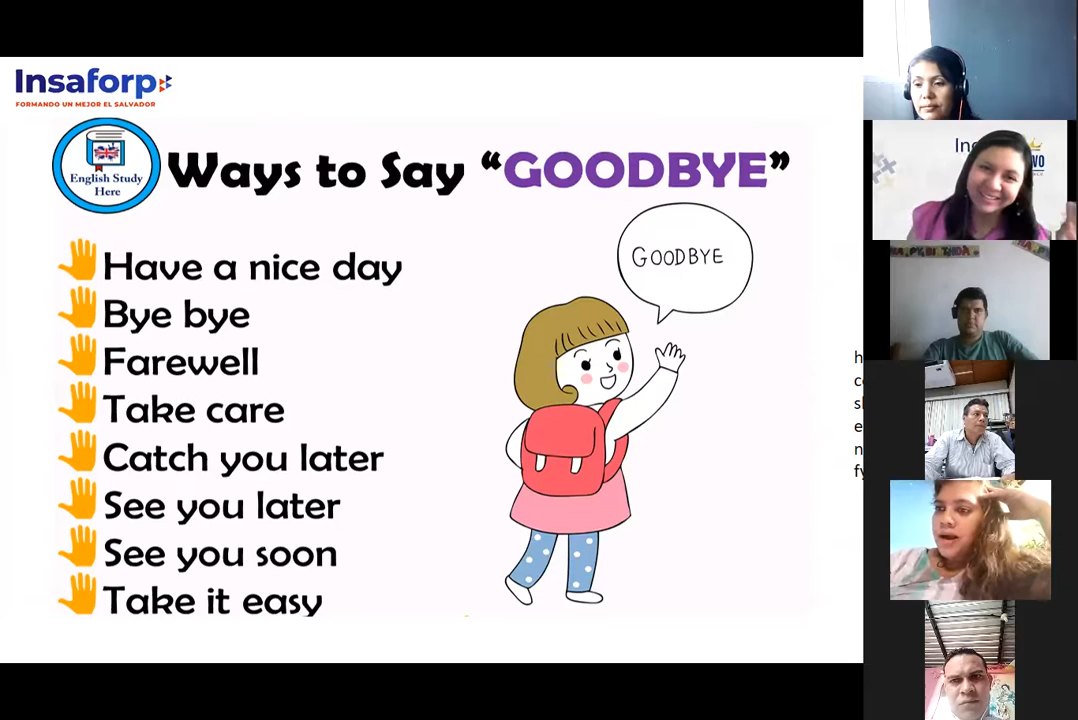 Insaforp
FORMANDO UN MEJOR EL SALVADOR
English Study
Here
Ways to Say “GOODBYE”
GOODBYE
Have a nice day
Bye bye
Farewell
Take care
Catch you later
See you later
See you soon
Take it easy